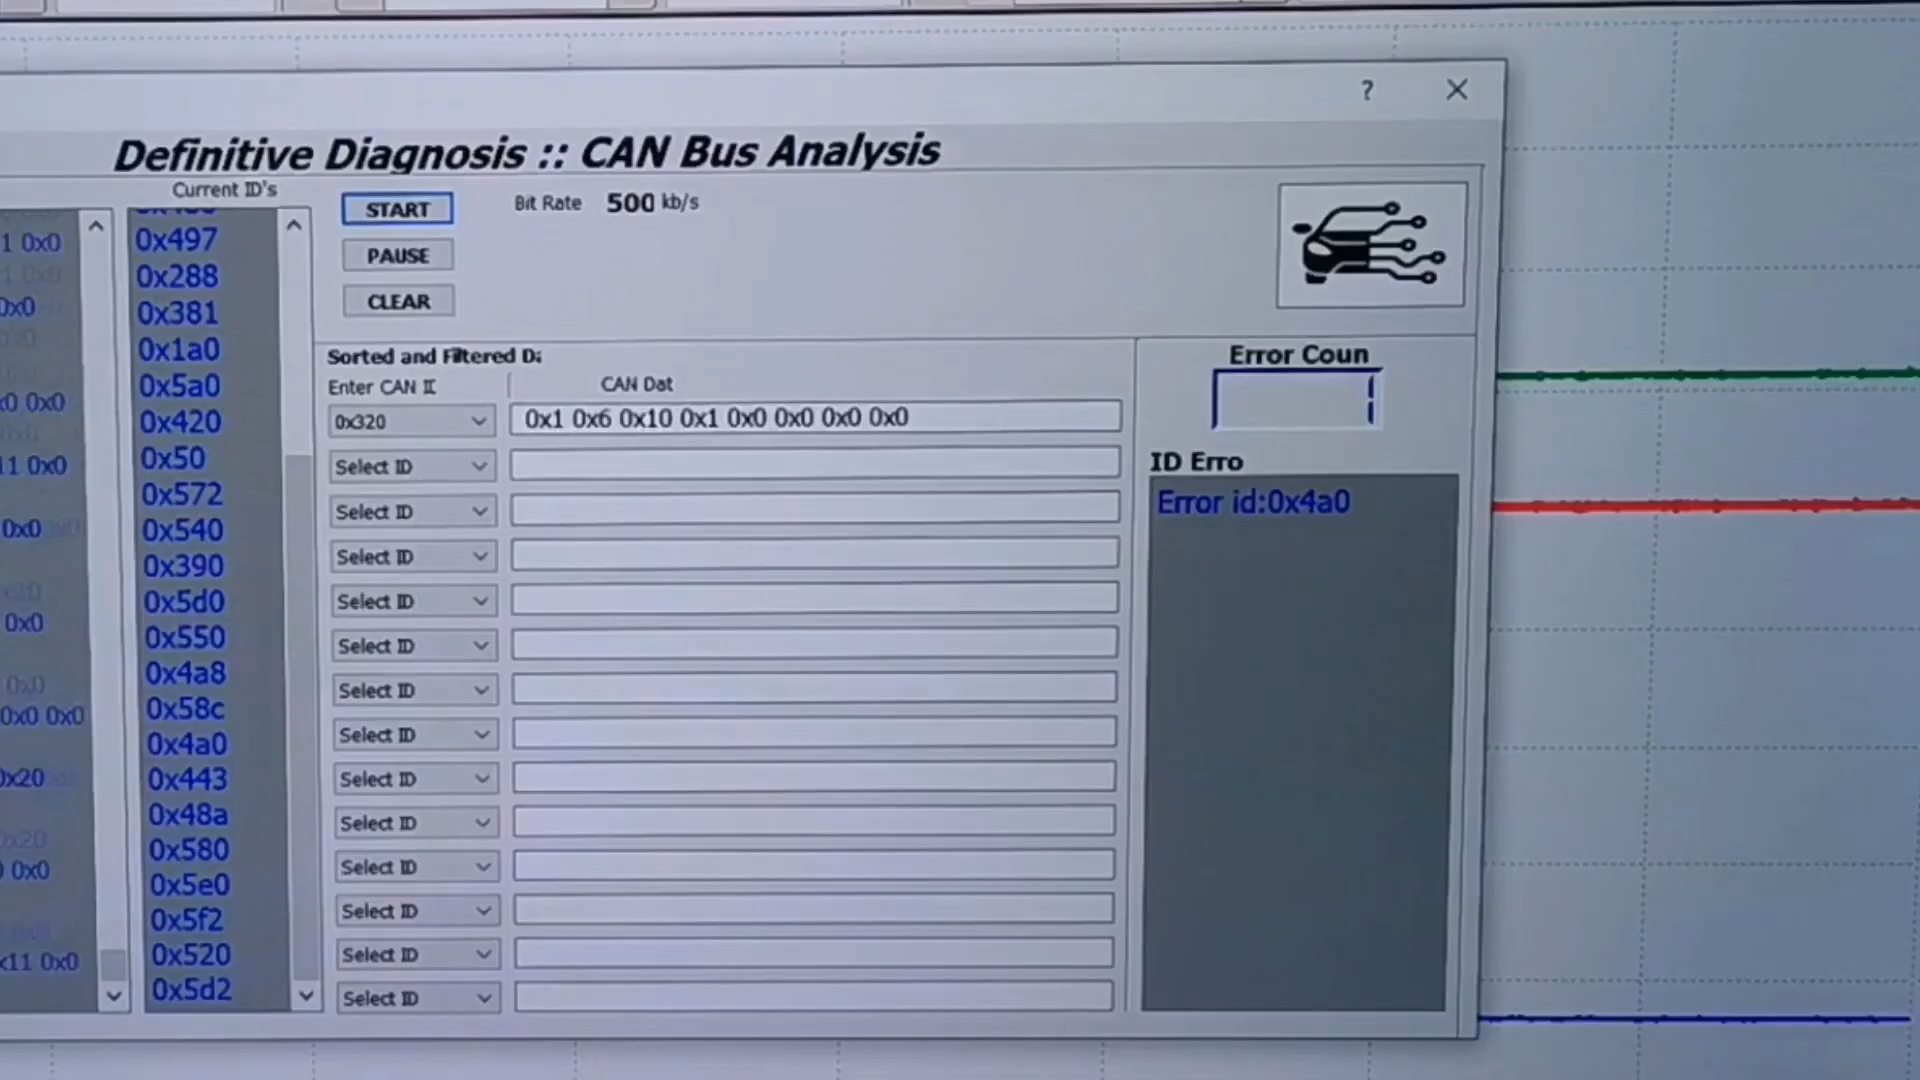 ?
Definitive Diagnosis :: CAN Bus Analysis
Current ID's
START
Bit Rate 500 kb/s
PAUSE
CLEAR
1 0x0
0x0
0x0
11 0x0
0x0
0x0
0x0 0x0
0x20
0x0
x11 0x0
0x497
0x288
0x381
0x1a0
0x5a0
0x420
0x50
0x572
0x540
0x390
0x5d0
0x550
0x4a8
0x58c
0x4a0
0x443
0x48a
0x580
0x5e0
0x5f2
0x520
0x5d2
Sorted and Filtered Da
Enter CAN I
CAN Dat
0x320
0x1 0x6 0x10 0x1 0x0 0x0 0x0 0x0
Select ID
Select ID
Select ID
Select ID
Select ID
Select ID
Select ID
Select ID
Select ID
Select ID
Select ID
Select ID
Select ID
Error Coun
1
ID Erro
Error id:0x4a0